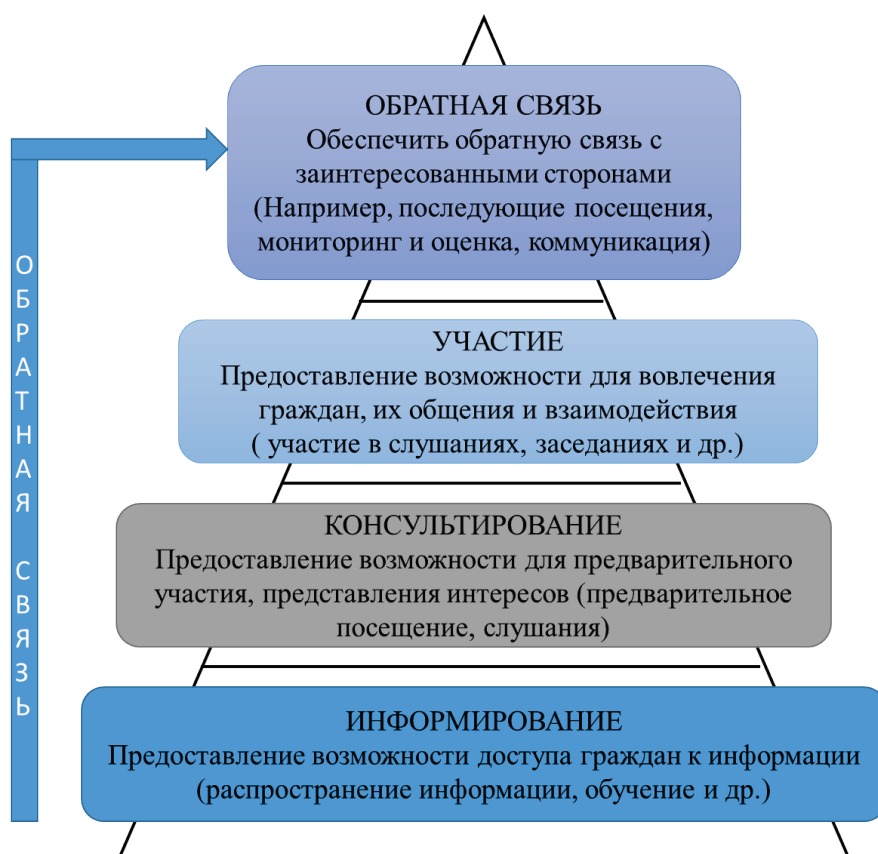 ОБРАТНАЯ СВЯЗЬ
Обеспечить обратную связь с
заинтересованными сторонами
(Например, последующие посещения,
мониторинг и оценка, коммуникация)
УЧАСТИЕ
Предоставление возможности для вовлечения
граждан, их общения и взаимодействия
( участие в слушаниях, заседаниях и др.)
КОНСУЛЬТИРОВАНИЕ
Предоставление возможности для предварительного
участия, представления интересов (предварительное
посещение, слушания)
ИНФОРМИРОВАНИЕ
Предоставление возможности доступа граждан к информации
(распространение информации, обучение и др.)
ОБРАТНАЯ СВЯЗЬ